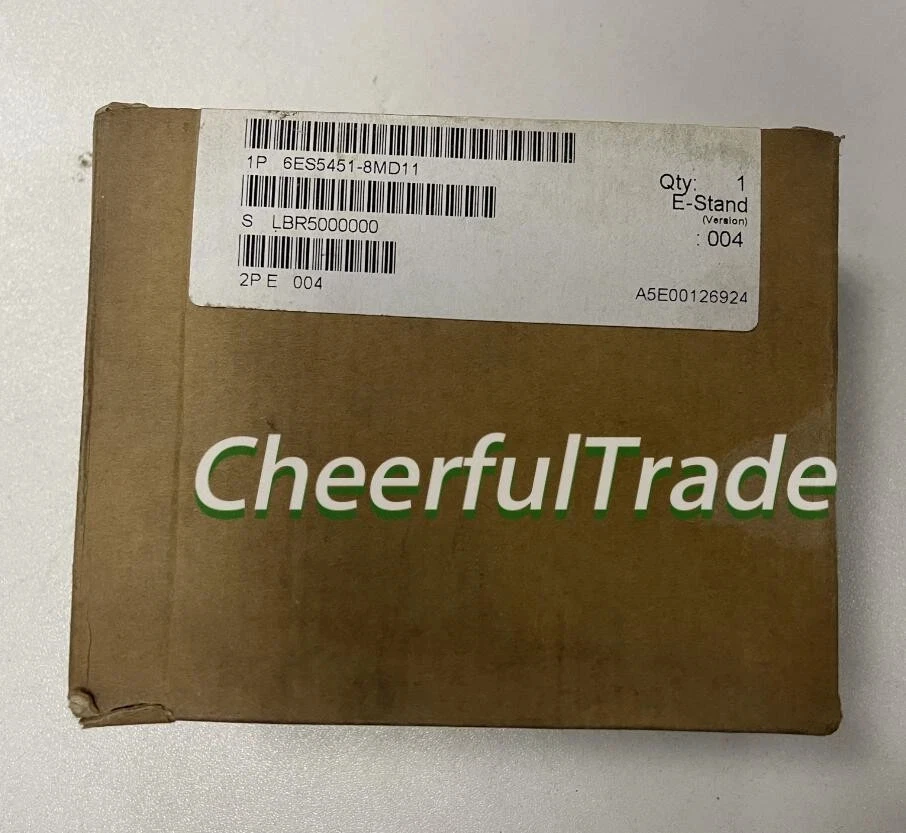 1P 6ES5451-8MD11
Qty: 1
E-Stand
(Version)
: 004
S LBR5000000
2P E 004
A5E00126924
CheerfulTrade